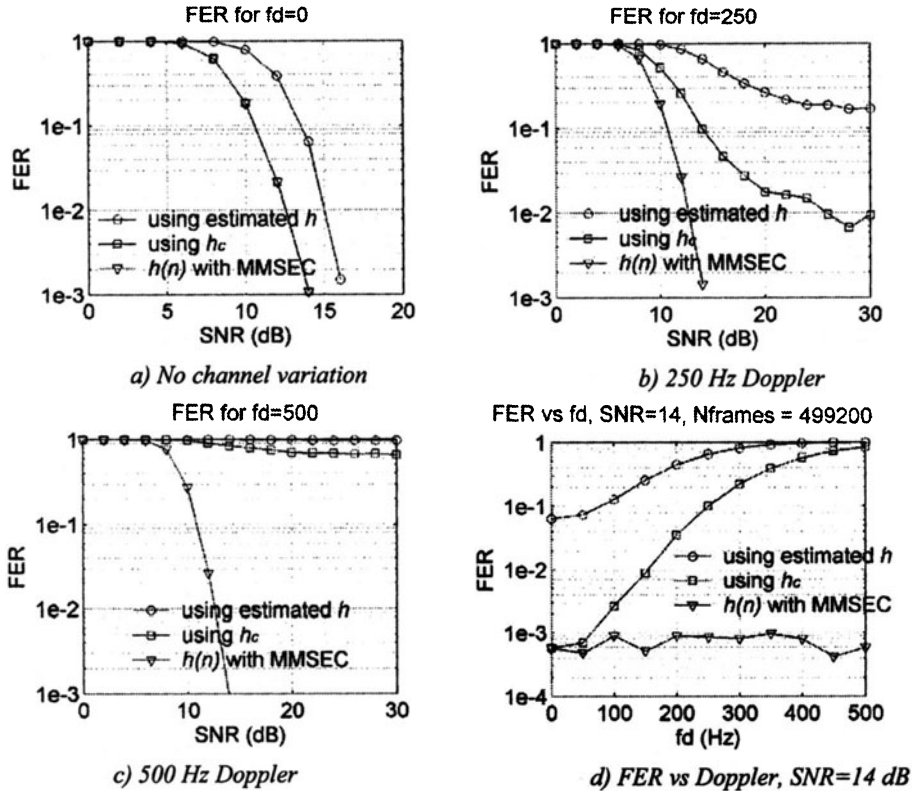 FER for fd=0
1
1e-1
1e-2
1e-3
FER
using estimated h
using hc
h(n) with MMSEC
0 5 10 15 20
SNR (dB)
a) No channel variation
FER for fd=250
1
1e-1
1e-2
1e-3
FER
using estimated h
using hc
h(n) with MMSEC
0 10 20 30
SNR (dB)
b) 250 Hz Doppler
FER for fd=500
1
1e-1
1e-2
1e-3
FER
using estimated h
using hc
h(n) with MMSEC
0 10 20 30
SNR (dB)
c) 500 Hz Doppler
FER vs fd, SNR=14, Nframes = 499200
1
1e-1
1e-2
1e-3
1e-4
FER
using estimated h
using hc
h(n) with MMSEC
0 100 200 300 400 500
fd (Hz)
d) FER vs Doppler, SNR=14 dB